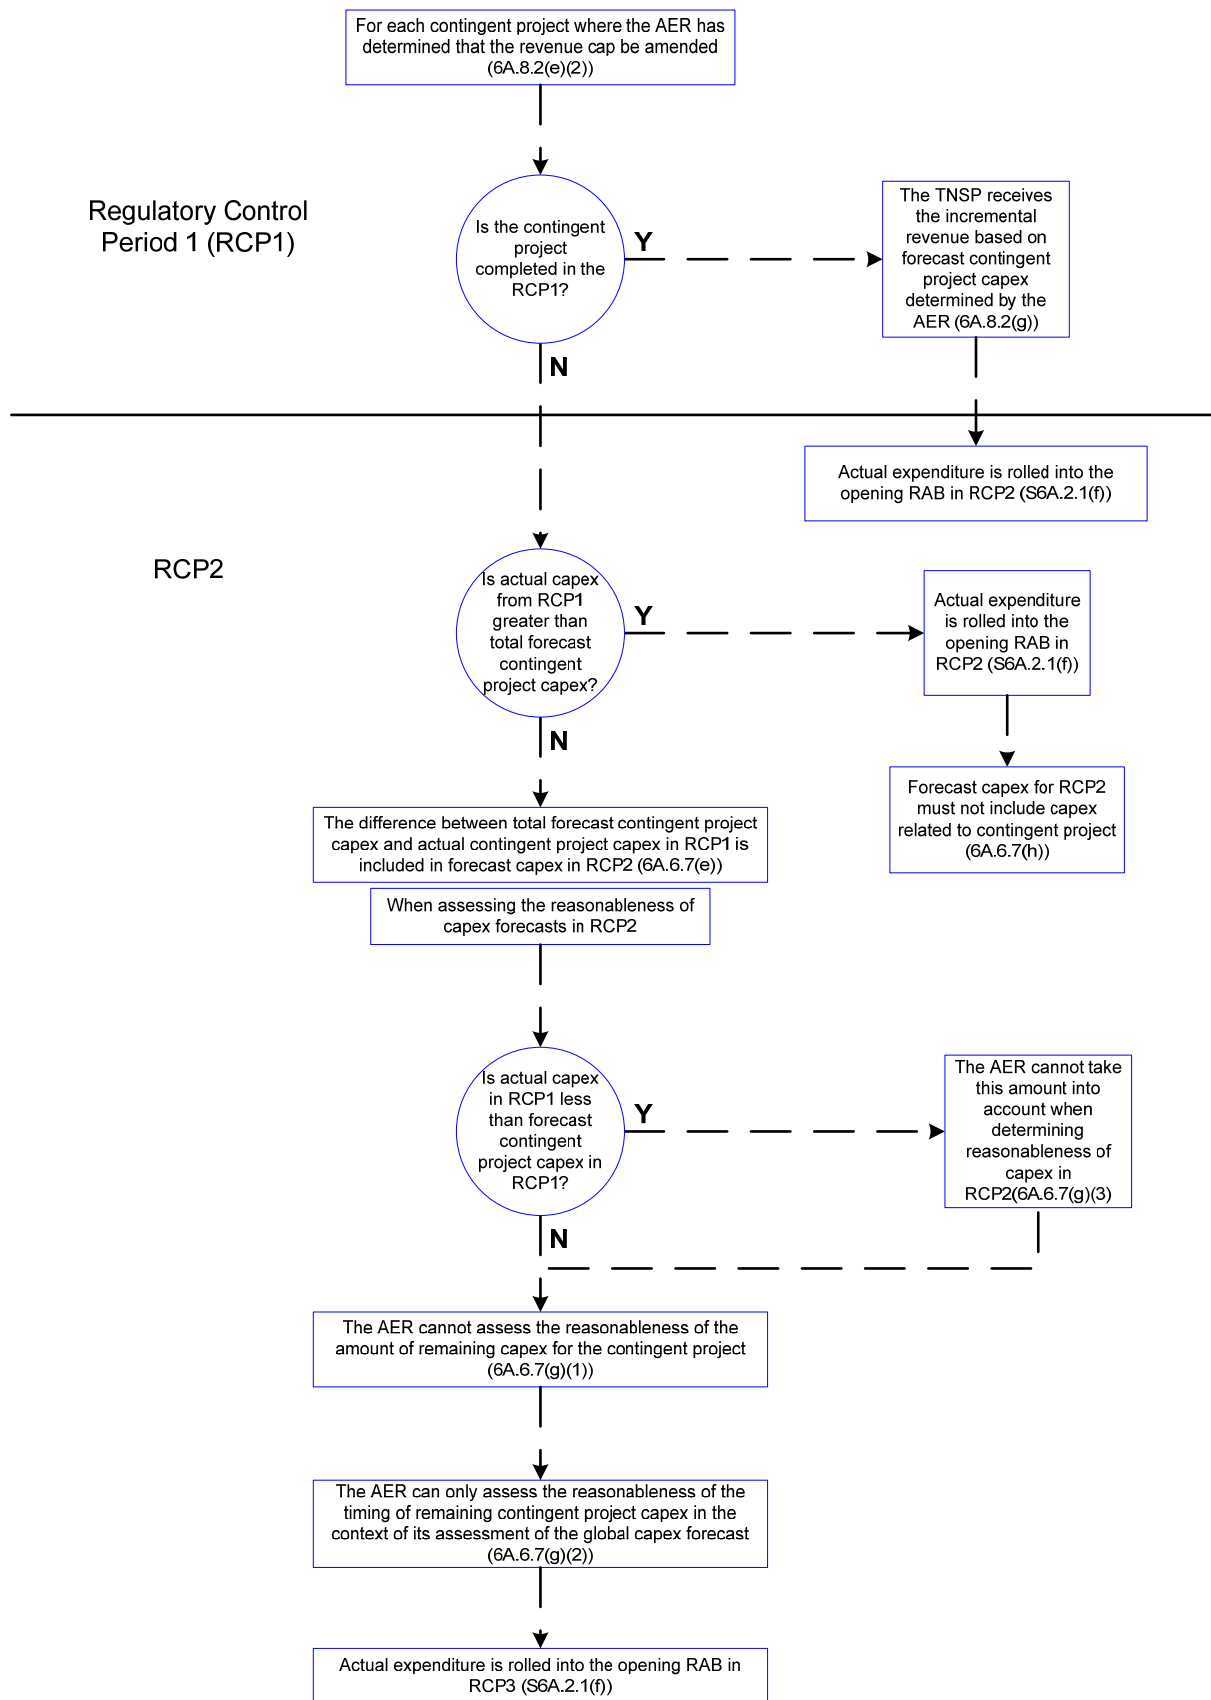 For each contingent project where the AER has
determined that the revenue cap be amended
(6A.8.2(e)(2))
Regulatory Control
Period 1 (RCP1)
Is the contingent
project
completed in the
RCP1?
Y
The TNSP receives
the incremental
revenue based on
forecast contingent
project capex
determined by the
AER (6A.8.2(g))
N
Actual expenditure is rolled into the
opening RAB in RCP2 (S6A.2.1(f))
RCP2
Is actual capex
from RCP1
greater than
total forecast
contingent
project capex?
Y
Actual expenditure
is rolled into the
opening RAB in
RCP2 (S6A.2.1(f))
N
Forecast capex for RCP2
must not include capex
related to contingent project
(6A.6.7(h))
The difference between total forecast contingent project
capex and actual contingent project capex in RCP1 is
included in forecast capex in RCP2 (6A.6.7(e))
When assessing the reasonableness of
capex forecasts in RCP2
Is actual capex
in RCP1 less
than forecast
contingent
project capex in
RCP1?
Y
The AER cannot take
this amount into
account when
determining
reasonableness of
capex in
RCP2(6A.6.7(g)(3)
N
The AER cannot assess the reasonableness of the
amount of remaining capex for the contingent project
(6A.6.7(g)(1))
The AER can only assess the reasonableness of the
timing of remaining contingent project capex in the
context of its assessment of the global capex forecast
(6A.6.7(g)(2))
Actual expenditure is rolled into the opening RAB in
RCP3 (S6A.2.1(f))